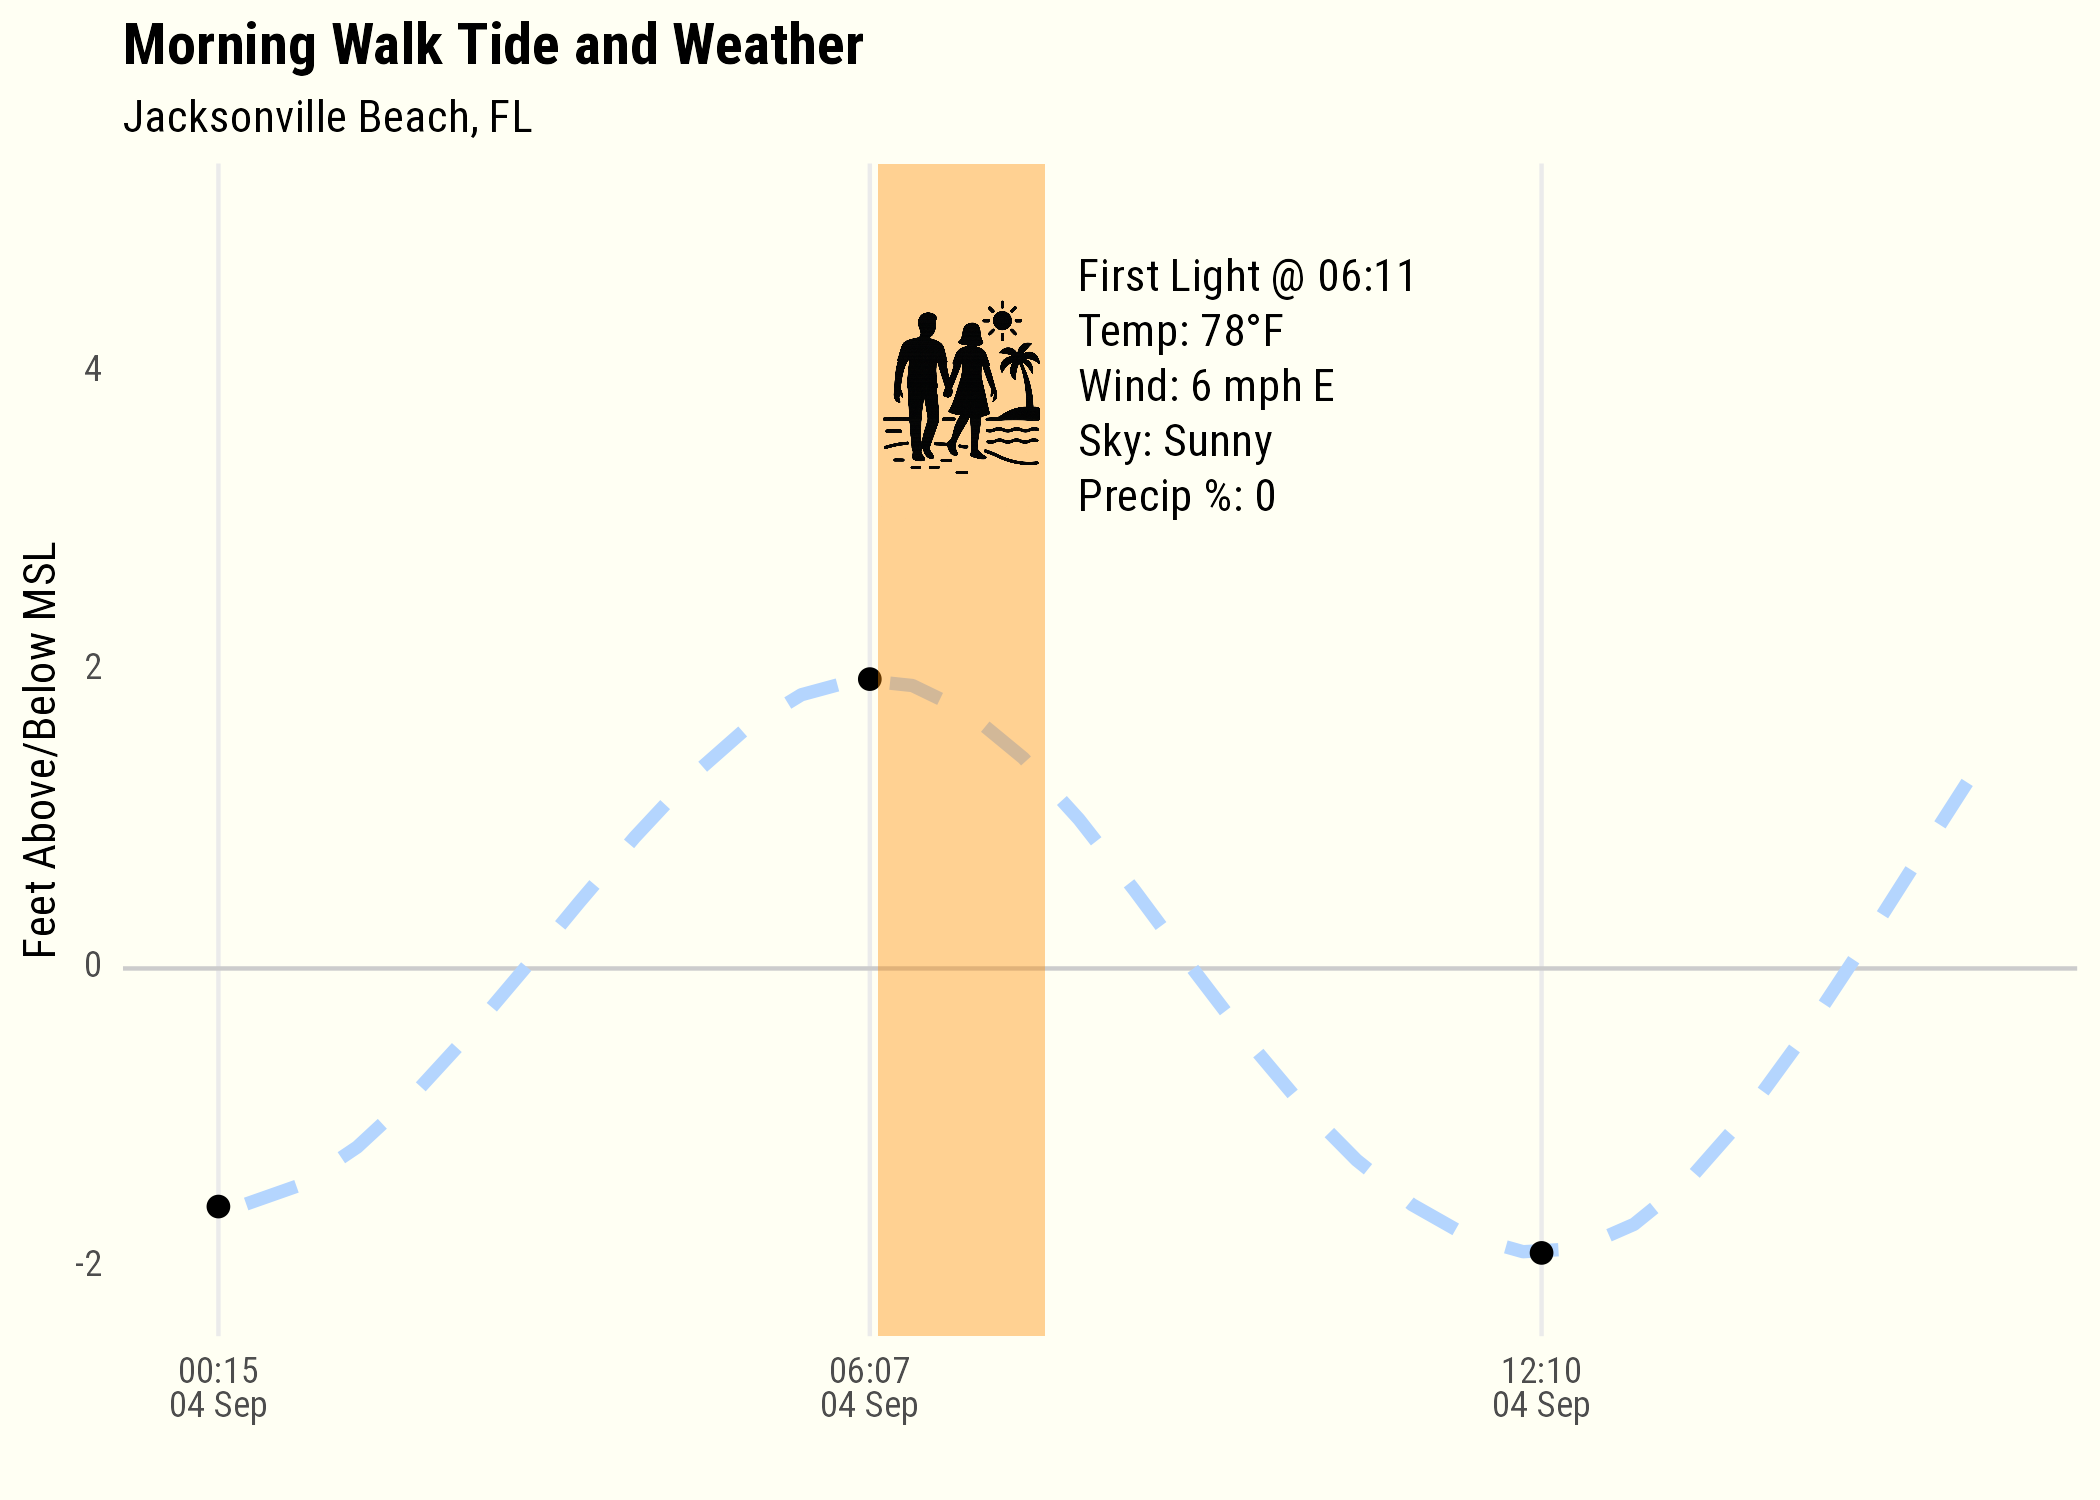 Morning Walk Tide and Weather
Jacksonville Beach, FL
First Light @ 06:11
Temp: 78°F
Wind: 6 mph E
Sky: Sunny
Precip %: 0
Feet Above/Below MSL
4
2
0
-2
00:15
04 Sep
06:07
04 Sep
12:10
04 Sep